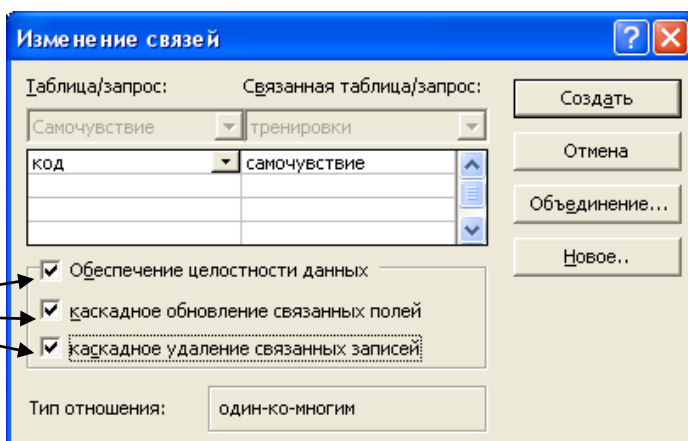 Изменение связей
Таблица/запрос:
Связанная таблица/запрос:
Самочувствие
тренировки
код
самочувствие
Обеспечение целостности данных
каскадное обновление связанных полей
каскадное удаление связанных записей
Тип отношения:
один-ко-многим
Создать
Отмена
Объединение...
Новое..